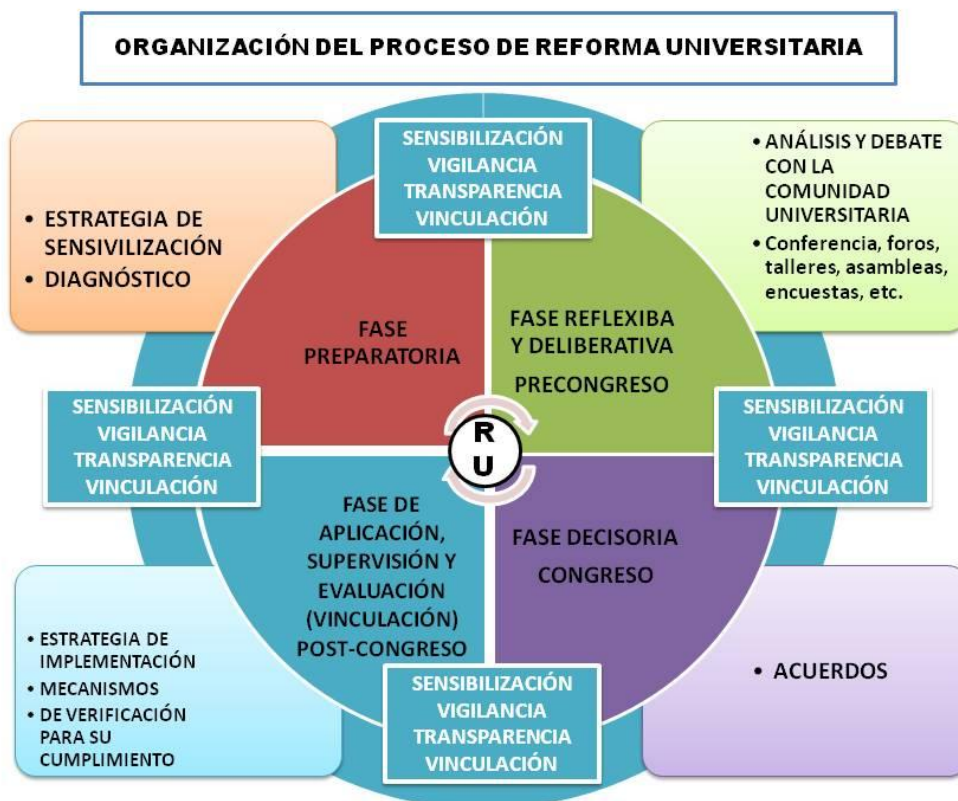 ORGANIZACIÓN DEL PROCESO DE REFORMA UNIVERSITARIA
SENSIBILIZACIÓN
VIGILANCIA
TRANSPARENCIA
VINCULACIÓN
• ESTRATEGIA DE
SENSIVILIZACIÓN
• DIAGNÓSTICO
• ANÁLISIS Y DEBATE
CON LA
COMUNIDAD
UNIVERSITARIA
• Conferencia, foros,
talleres, asambleas,
encuestas, etc.
FASE
PREPARATORIA
FASE REFLEXIBA
Y DELIBERATIVA
PRECONGRESO
SENSIBILIZACIÓN
VIGILANCIA
TRANSPARENCIA
VINCULACIÓN
R
U
SENSIBILIZACIÓN
VIGILANCIA
TRANSPARENCIA
VINCULACIÓN
FASE DE
APLICACIÓN,
SUPERVISIÓN Y
EVALUACIÓN
(VINCULACIÓN)
POST-CONGRESO
FASE DECISORIA
CONGRESO
• ESTRATEGIA DE
IMPLEMENTACIÓN
• MECANISMOS
• DE VERIFICACIÓN
PARA SU
CUMPLIMIENTO
• ACUERDOS
SENSIBILIZACIÓN
VIGILANCIA
TRANSPARENCIA
VINCULACIÓN